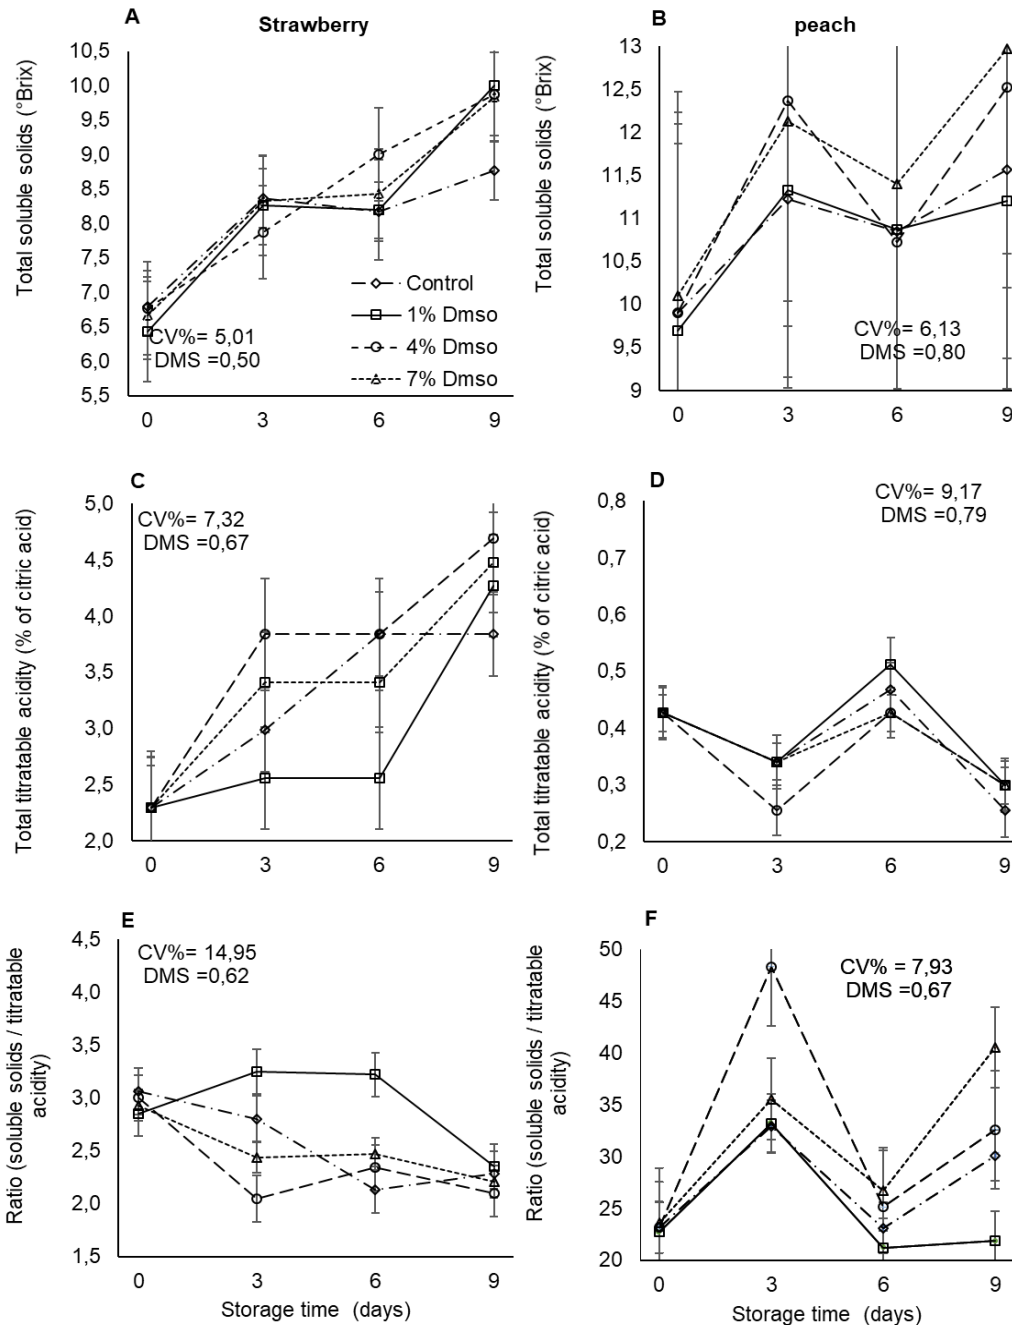 A
Strawberry
Total soluble solids (°Brix)
10,5
10,0
9,5
9,0
8,5
8,0
7,5
7,0
6,5
6,0
5,5
CV%= 5,01
DMS =0,50
Control
1% Dmso
4% Dmso
7% Dmso
0
3
6
9
B
peach
Total soluble solids (°Brix)
13
12,5
12
11,5
11
10,5
10
9,5
9
CV%= 6,13
DMS =0,80
0
3
6
9
C
Total titratable acidity (% of citric acid)
5,0
4,5
4,0
3,5
3,0
2,5
2,0
CV%= 7,32
DMS =0,67
0
3
6
9
D
Total titratable acidity (% of citric acid)
0,8
0,7
0,6
0,5
0,4
0,3
0,2
CV%= 9,17
DMS =0,79
0
3
6
9
E
Ratio (soluble solids / titratable
acidity)
4,5
4,0
3,5
3,0
2,5
2,0
1,5
CV%= 14,95
DMS =0,62
0
3
6
9
Storage time (days)
F
Ratio (soluble solids / titratable
acidity)
50
45
40
35
30
25
20
CV% = 7,93
DMS =0,67
0
3
6
9
Storage time (days)